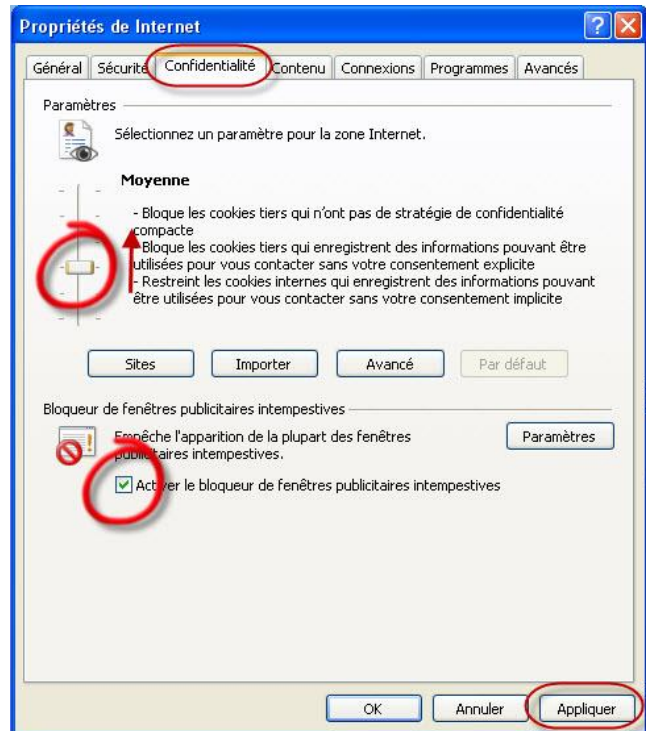 Propriétés de Internet
Général Sécurité Confidentialité Contenu Connexions Programmes Avancés
Paramètres
Sélectionnez un paramètre pour la zone Internet.
Moyenne
- Bloque les cookies tiers qui n'ont pas de stratégie de confidentialité
compacte
- Bloque les cookies tiers qui enregistrent des informations pouvant être
utilisées pour vous contacter sans votre consentement explicite
- Restreint les cookies internes qui enregistrent des informations pouvant
être utilisées pour vous contacter sans votre consentement implicite
Sites Importer Avancé Par défaut
Bloqueur de fenêtres publicitaires intempestives
Empêche l'apparition de la plupart des fenêtres
publicitaires intempestives.
Paramètres
Activer le bloqueur de fenêtres publicitaires intempestives
OK Annuler Appliquer